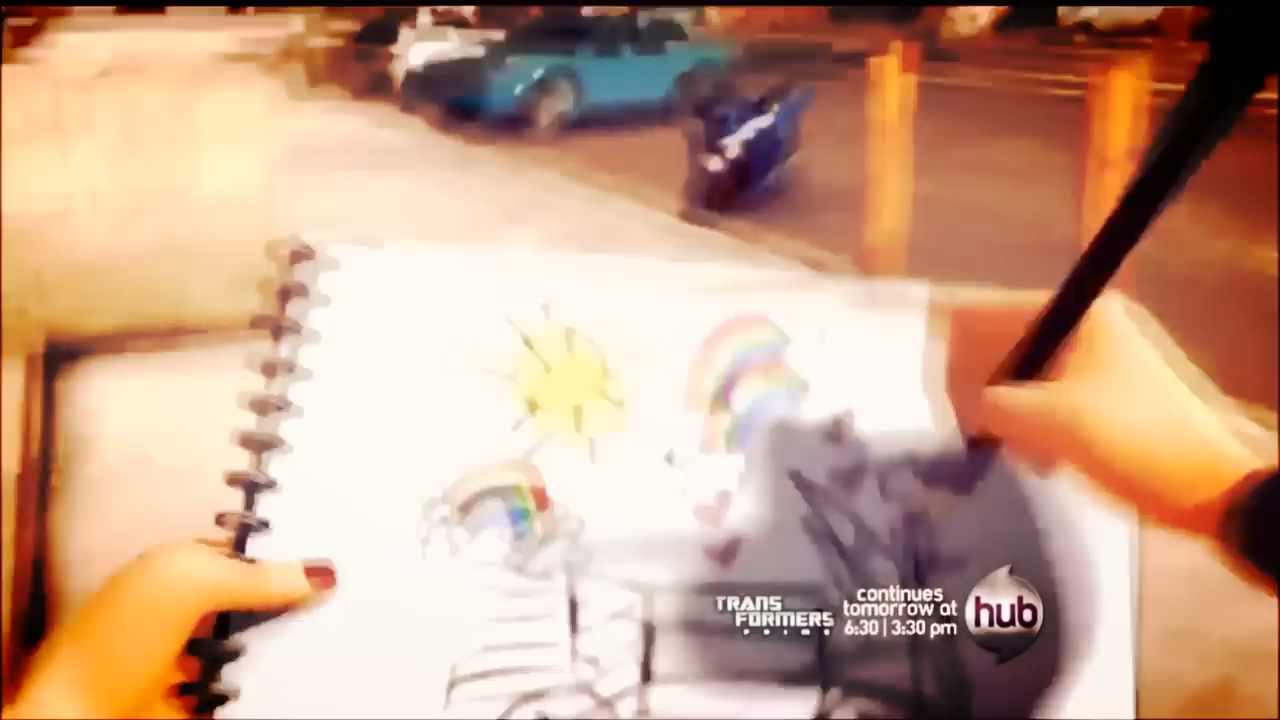 TRANS
FORMERS
PRIME
continues
tomorrow at
6:30 | 3:30 pm
hub